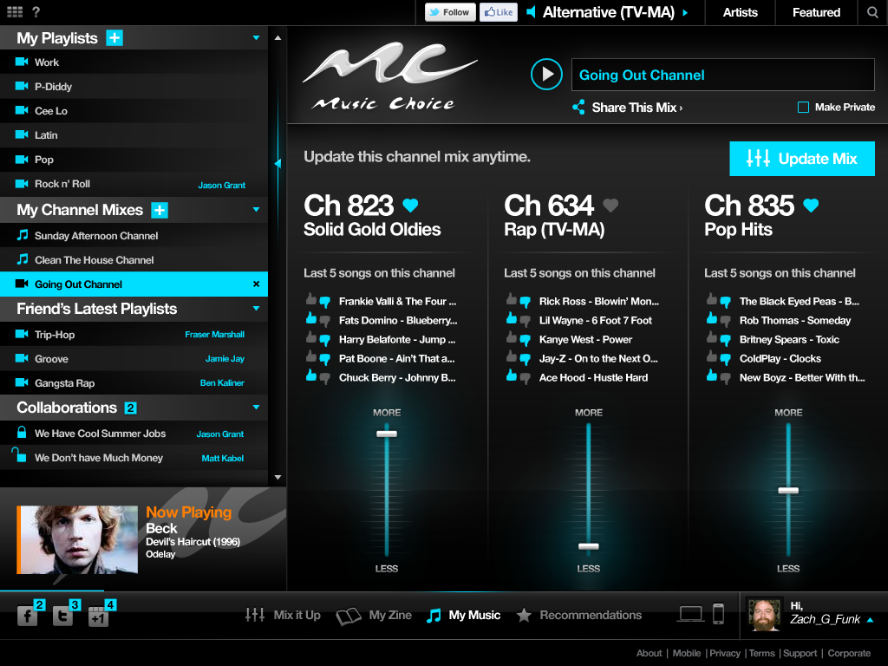 ?
Follow
Like
Alternative (TV-MA)
Artists
Featured
My Playlists +
Work
P-Diddy
Cee Lo
Latin
Pop
Rock n' Roll Jason Grant
My Channel Mixes +
Sunday Afternoon Channel
Clean The House Channel
Going Out Channel ×
Friend's Latest Playlists
Trip-Hop Fraser Marshall
Groove Jamie Jay
Gangsta Rap Ben Kaliner
Collaborations 2
We Have Cool Summer Jobs Jason Grant
We Don't have Much Money Matt Kabel
Now Playing
Beck
Devil's Haircut (1996)
Odelay
MC
Music Choice
Going Out Channel
Share This Mix ›
Make Private
Update this channel mix anytime.
Update Mix
Ch 823
Solid Gold Oldies
Last 5 songs on this channel
Frankie Valli & The Four ...
Fats Domino - Blueberry...
Harry Belafonte - Jump ...
Pat Boone - Ain't That a...
Chuck Berry - Johnny B...
MORE
LESS
Ch 634
Rap (TV-MA)
Last 5 songs on this channel
Rick Ross - Blowin' Mon...
Lil Wayne - 6 Foot 7 Foot
Kanye West - Power
Jay-Z - On to the Next O...
Ace Hood - Hustle Hard
MORE
LESS
Ch 835
Pop Hits
Last 5 songs on this channel
The Black Eyed Peas - B...
Rob Thomas - Someday
Britney Spears - Toxic
ColdPlay - Clocks
New Boyz - Better With th...
MORE
LESS
f 2
t 3
+1 4
Mix it Up
My Zine
My Music
Recommendations
Hi,
Zach_G_Funk
About | Mobile | Privacy | Terms | Support | Corporate